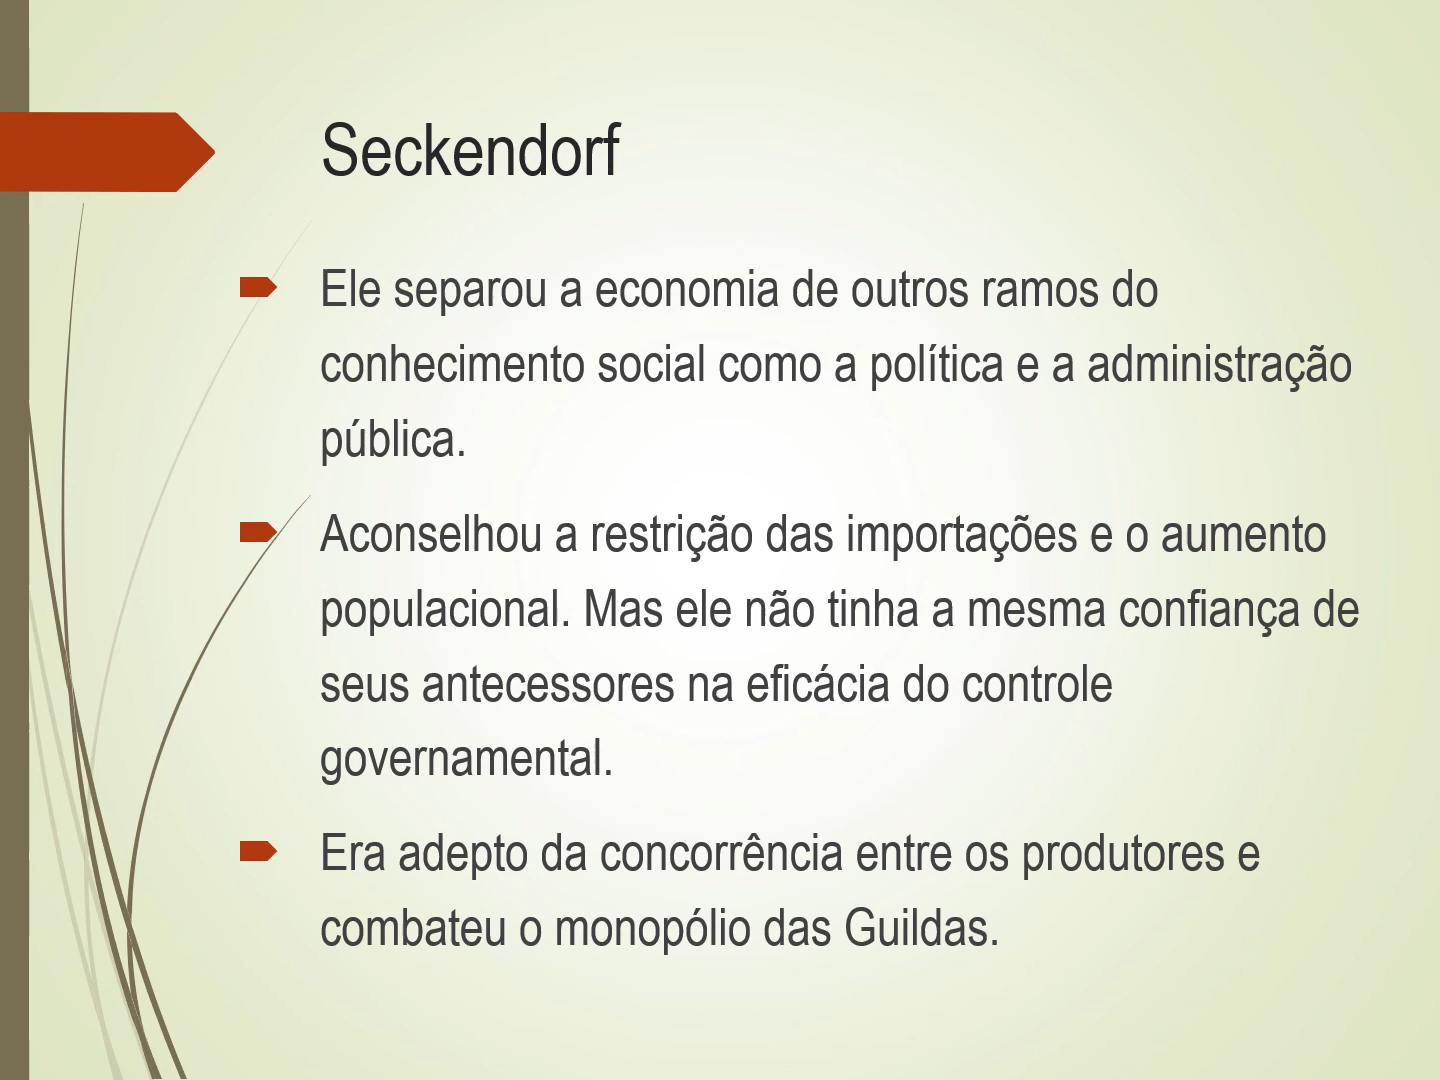 Seckendorf
Ele separou a economia de outros ramos do
conhecimento social como a política e a administração
pública.
Aconselhou a restrição das importações e o aumento
populacional. Mas ele não tinha a mesma confiança de
seus antecessores na eficácia do controle
governamental.
Era adepto da concorrência entre os produtores e
combateu o monopólio das Guildas.